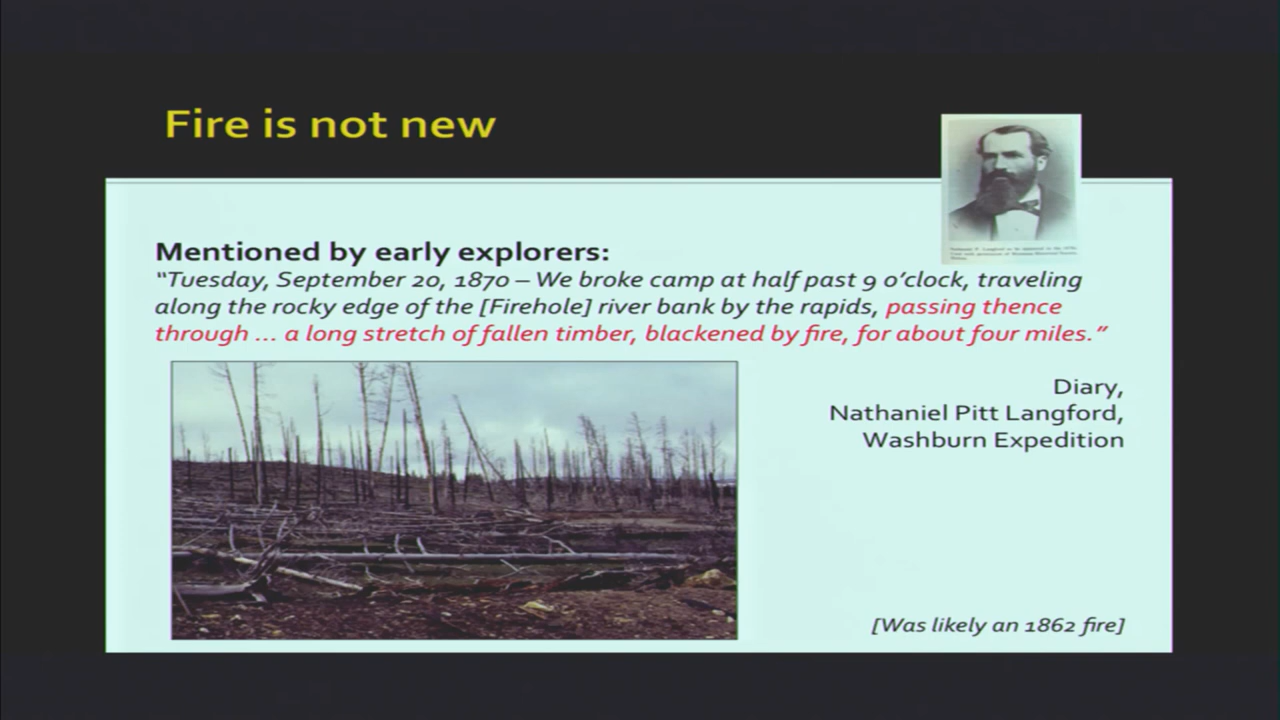 Fire is not new
Mentioned by early explorers:
“Tuesday, September 20, 1870 – We broke camp at half past 9 o’clock, traveling
along the rocky edge of the [Firehole] river bank by the rapids, passing thence
through ... a long stretch of fallen timber, blackened by fire, for about four miles.”
Diary,
Nathaniel Pitt Langford,
Washburn Expedition
[Was likely an 1862 fire]